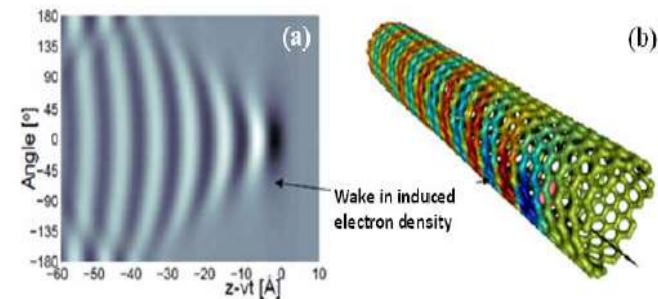 (a)
(b)
Angle [°]
180
135
90
45
0
-45
-90
-135
-180
-60 -50 -40 -30 -20 -10 0 10
z-vt [Å]
Wake in induced
electron density